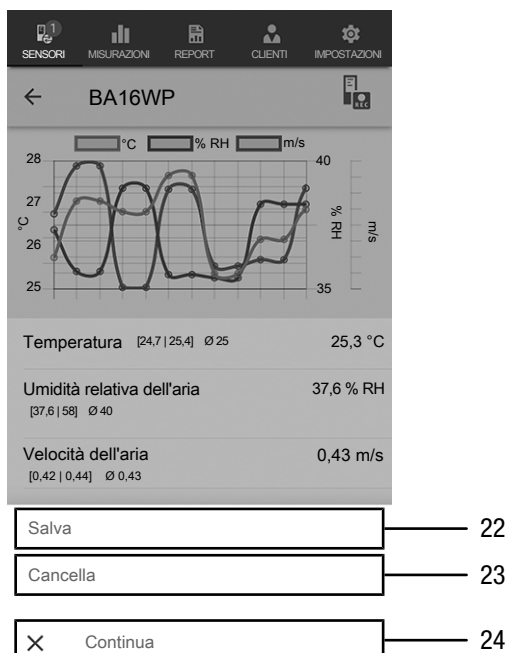 1
SENSORI MISURAZIONI REPORT CLIENTI IMPOSTAZIONI
BA16WP
REC
°C % RH m/s
28 40
27
°C % RH m/s
26
25 35
Temperatura [24,7 | 25,4] Ø 25 25,3 °C
Umidità relativa dell'aria 37,6 % RH
[37,6 | 58] Ø 40
Velocità dell'aria 0,43 m/s
[0,42 | 0,44] Ø 0,43
Salva 22
Cancella 23
Continua 24